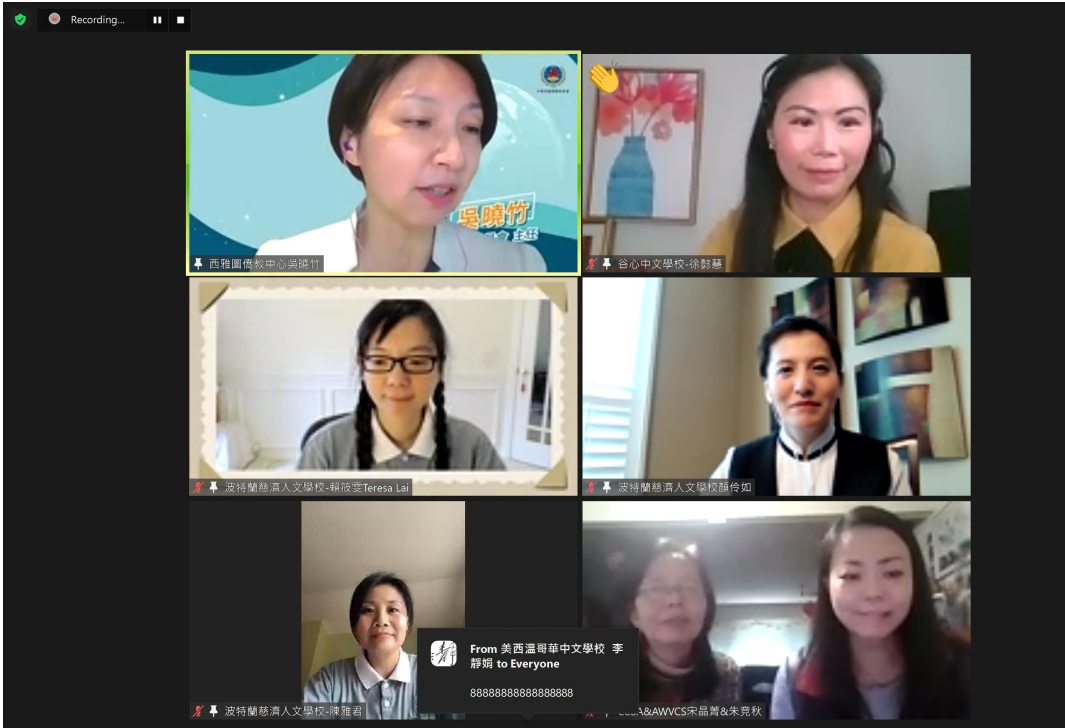 Recording...
吳曉竹
主任
西雅圖僑教中心吳曉竹
谷心中文學校-徐懿慧
波特蘭慈濟人文學校-賴筱雯Teresa Lai
波特蘭慈濟人文學校顏伶如
波特蘭慈濟人文學校-陳雅君
From 美西溫哥華中文學校 李
靜娟 to Everyone
88888888888888888
&AWVCS宋晶菁&朱竞秋